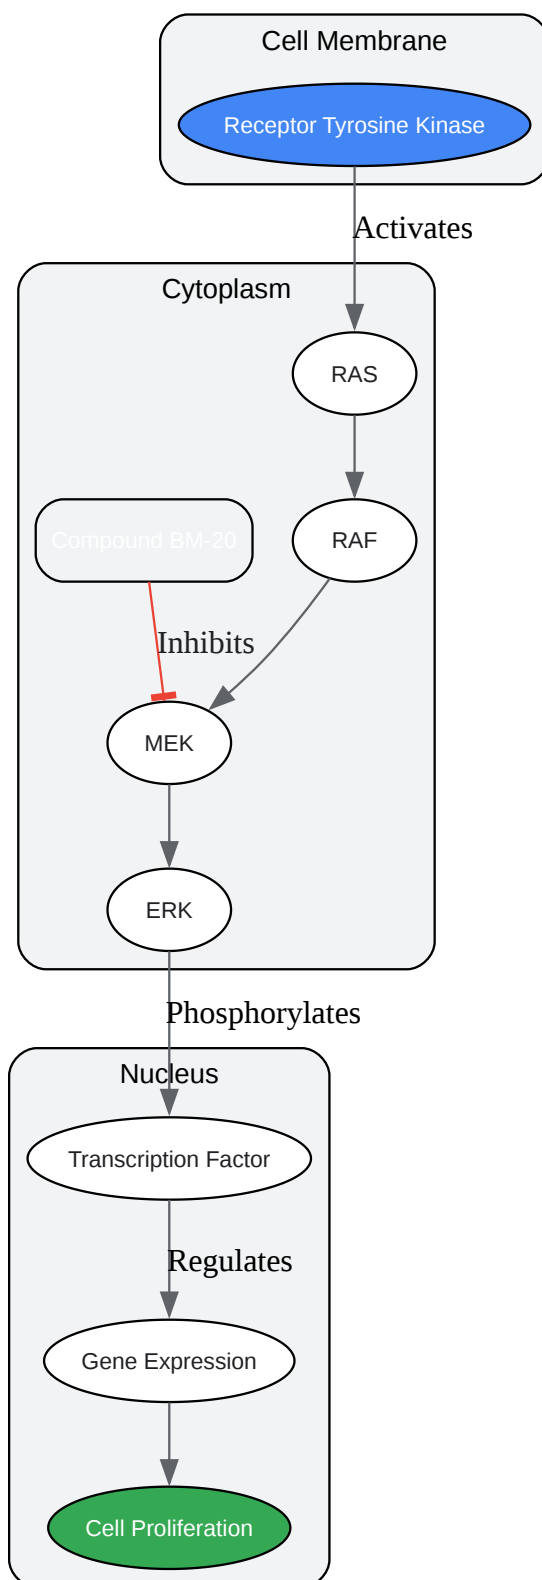 Cell Membrane
Receptor Tyrosine Kinase
Activates
Cytoplasm
RAS
Compound BM-20
RAF
Inhibits
MEK
ERK
Phosphorylates
Nucleus
Transcription Factor
Regulates
Gene Expression
Cell Proliferation